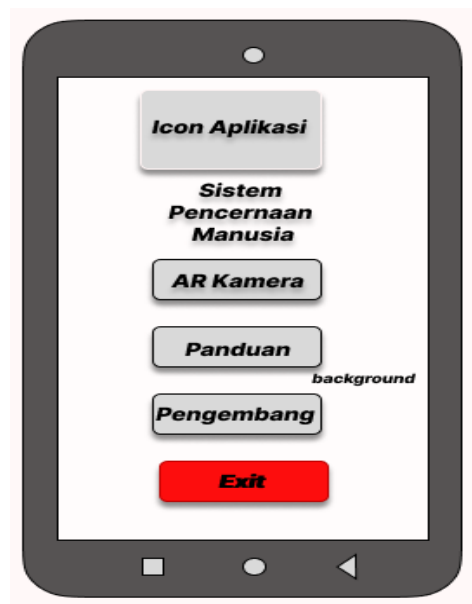 Icon Aplikasi
Sistem
Pencernaan
Manusia
AR Kamera
Panduan
background
Pengembang
Exit